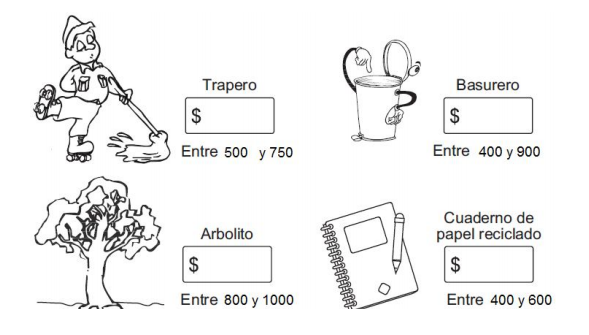 Trapero
$
Entre 500 y 750
Basurero
$
Entre 400 y 900
Arbolito
$
Entre 800 y 1000
Cuaderno de
papel reciclado
$
Entre 400 y 600